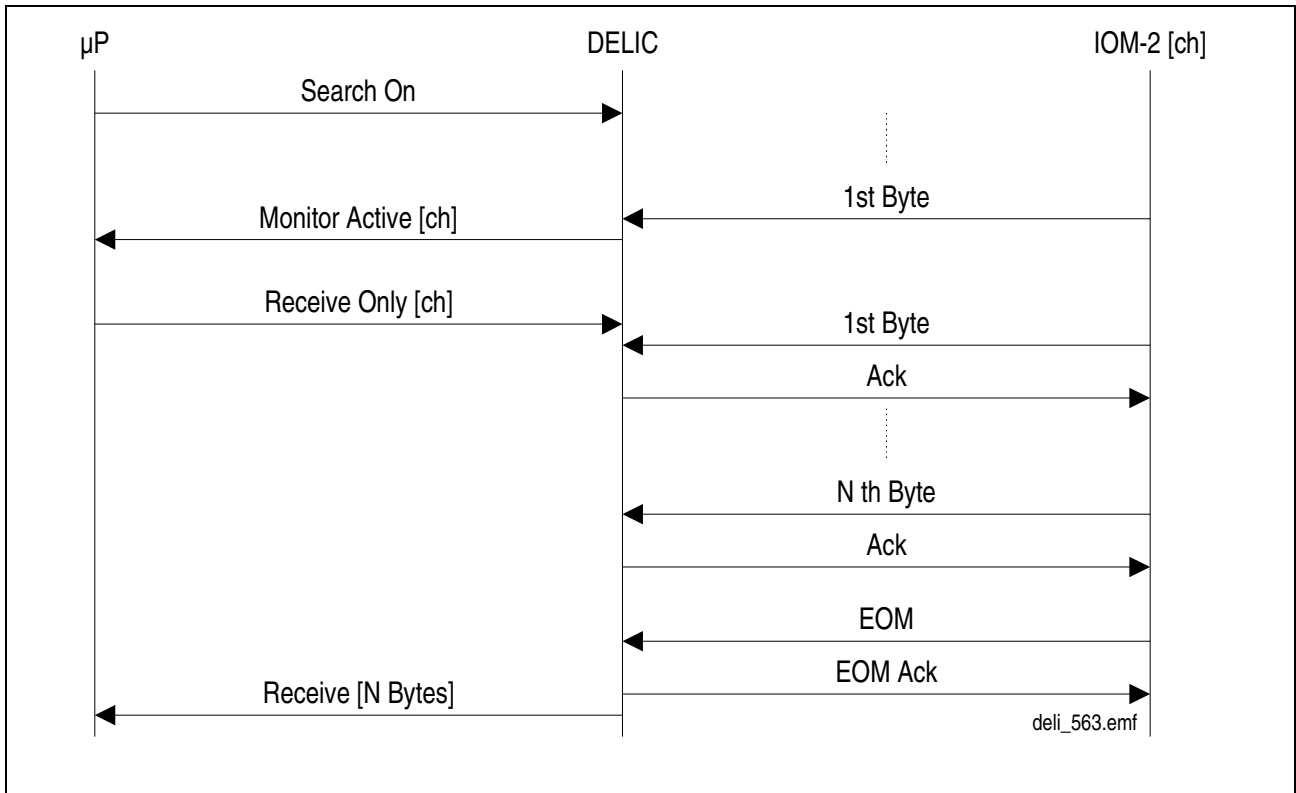 µP DELIC IOM-2 [ch]
Search On
1st Byte
Monitor Active [ch]
Receive Only [ch]
1st Byte
Ack
N th Byte
Ack
EOM
EOM Ack
Receive [N Bytes]
deli_563.emf